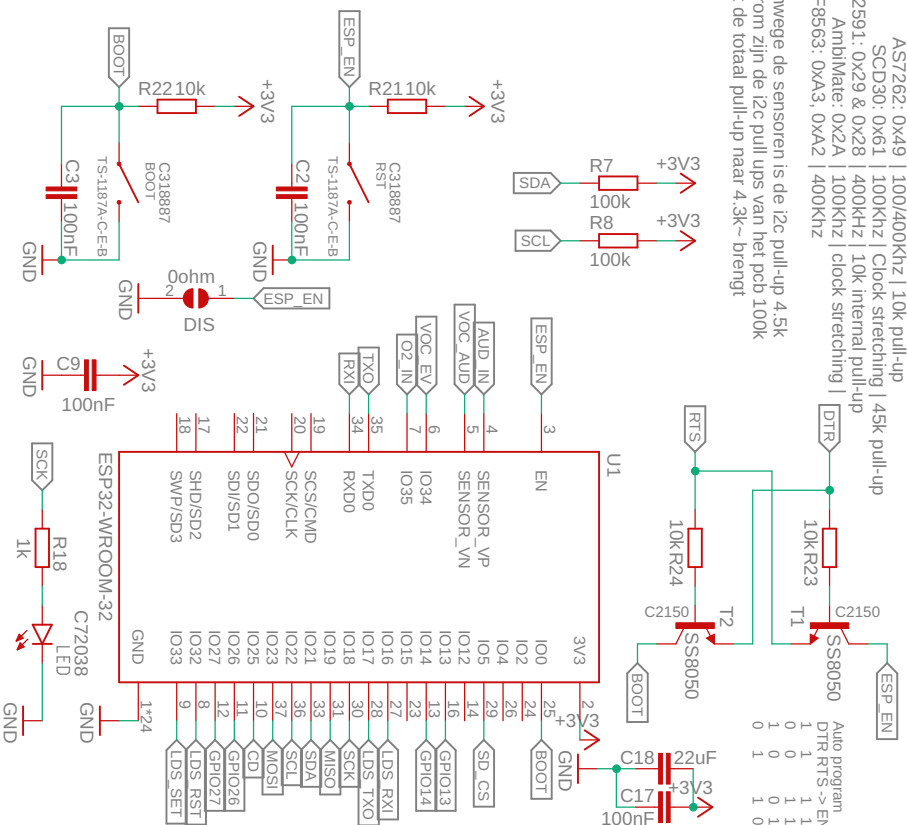 AS7262: 0x49 | 100/400Khz | 10k pull-up
SCD30: 0x61 | 100Khz | Clock stretching | 45k pull-up
2591: 0x29 & 0x28 | 400kHz | 10k internal pull-up
AmbiMate: 0x2A | 100Khz | clock stretching |
F8563: 0xA3, 0xA2 | 400Khz
nwege de sensoren is de i2c pull-up 4.5k
rom zijn de i2c pull ups van het pcb 100k
de totaal pull-up naar 4.3k~ brengt
BOOT
R22 10k
+3V3
C3
100nF
C318887
BOOT
TS-1187A-C-E-B
GND
ESP_EN
R21 10k
+3V3
C2
100nF
C318887
RST
TS-1187A-C-E-B
GND
SDA
R7
100k
+3V3
SCL
R8
100k
+3V3
GND
0ohm
2
1
DIS
ESP_EN
GND
C9
100nF
+3V3
SCK
R18
1k
C72038
LED
GND
RXI
TXO
O2_IN
VOC_EV
VOC_AUD
AUD_IN
ESP_EN
18
17
22
21
20
19
34
35
7
6
5
4
3
U1
ESP32-WROOM-32
SWP/SD3
SHD/SD2
SDI/SD1
SDO/SD0
SCK/CLK
SCS/CMD
RXD0
TXD0
IO35
IO34
SENSOR_VN
SENSOR_VP
EN
GND
IO33
IO32
IO27
IO26
IO25
IO23
IO22
IO21
IO19
IO18
IO17
IO16
IO15
IO14
IO13
IO12
IO5
IO4
IO2
IO0
3V3
1*24
9
8
12
11
10
37
36
33
31
30
28
27
23
13
16
14
29
26
24
25
2
GND
LDS_SET
LDS_RST
GPIO27
GPIO26
CD
MOSI
SCL
SDA
MISO
SCK
LDS_TXO
LDS_RXI
GPIO14
GPIO13
SD_CS
BOOT
+3V3
GND
C18
22uF
C17
100nF
+3V3
RTS
DTR
10k R24
10k R23
C2150
T2
SS8050
C2150
T1
SS8050
BOOT
ESP_EN
Auto program
DTR RTS -> EN
1 1 1 1
0 0 1 1
1 0 0 1
0 1 1 0